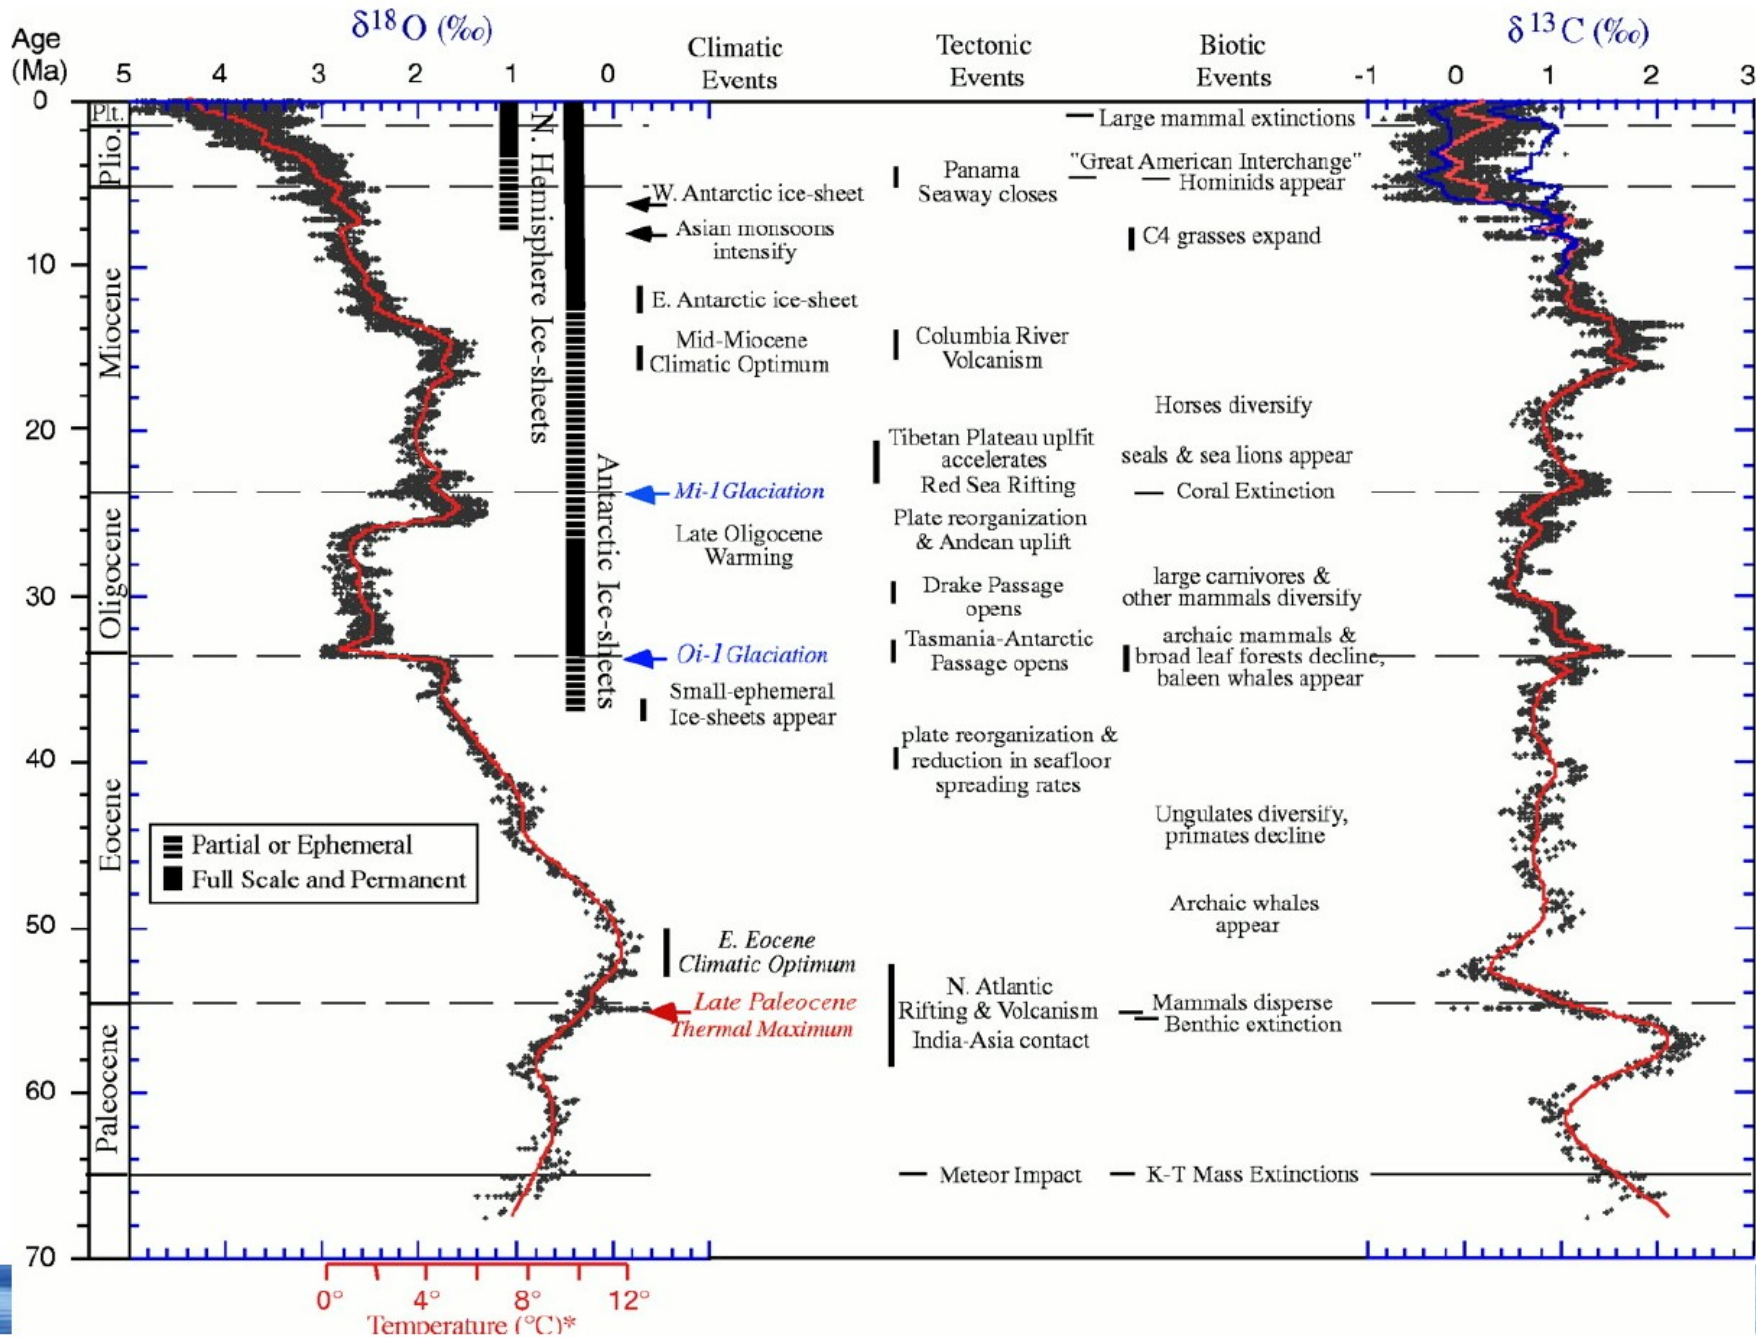 δ18O (‰)
δ13C (‰)
Age
(Ma)
5 4 3 2 1 0
Climatic
Events
Tectonic
Events
Biotic
Events
-1 0 1 2 3
0
10
20
30
40
50
60
70
Plt.
Plio.
Miocene
Oligocene
Eocene
Paleocene
N. Hemisphere Ice-sheets
Antarctic Ice-sheets
W. Antarctic ice-sheet
Asian monsoons
intensify
E. Antarctic ice-sheet
Mid-Miocene
Climatic Optimum
Mi-1 Glaciation
Late Oligocene
Warming
Oi-1 Glaciation
Small-ephemeral
Ice-sheets appear
E. Eocene
Climatic Optimum
Late Paleocene
Thermal Maximum
Panama
Seaway closes
Columbia River
Volcanism
Tibetan Plateau uplfit
accelerates
Red Sea Rifting
Plate reorganization
& Andean uplift
Drake Passage
opens
Tasmania-Antarctic
Passage opens
plate reorganization &
reduction in seafloor
spreading rates
N. Atlantic
Rifting & Volcanism
India-Asia contact
Meteor Impact
Large mammal extinctions
"Great American Interchange"
Hominids appear
C4 grasses expand
Horses diversify
seals & sea lions appear
Coral Extinction
large carnivores &
other mammals diversify
archaic mammals &
broad leaf forests decline,
baleen whales appear
Ungulates diversify,
primates decline
Archaic whales
appear
Mammals disperse
Benthic extinction
K-T Mass Extinctions
Partial or Ephemeral
Full Scale and Permanent
0° 4° 8° 12°
Temperature (°C)*